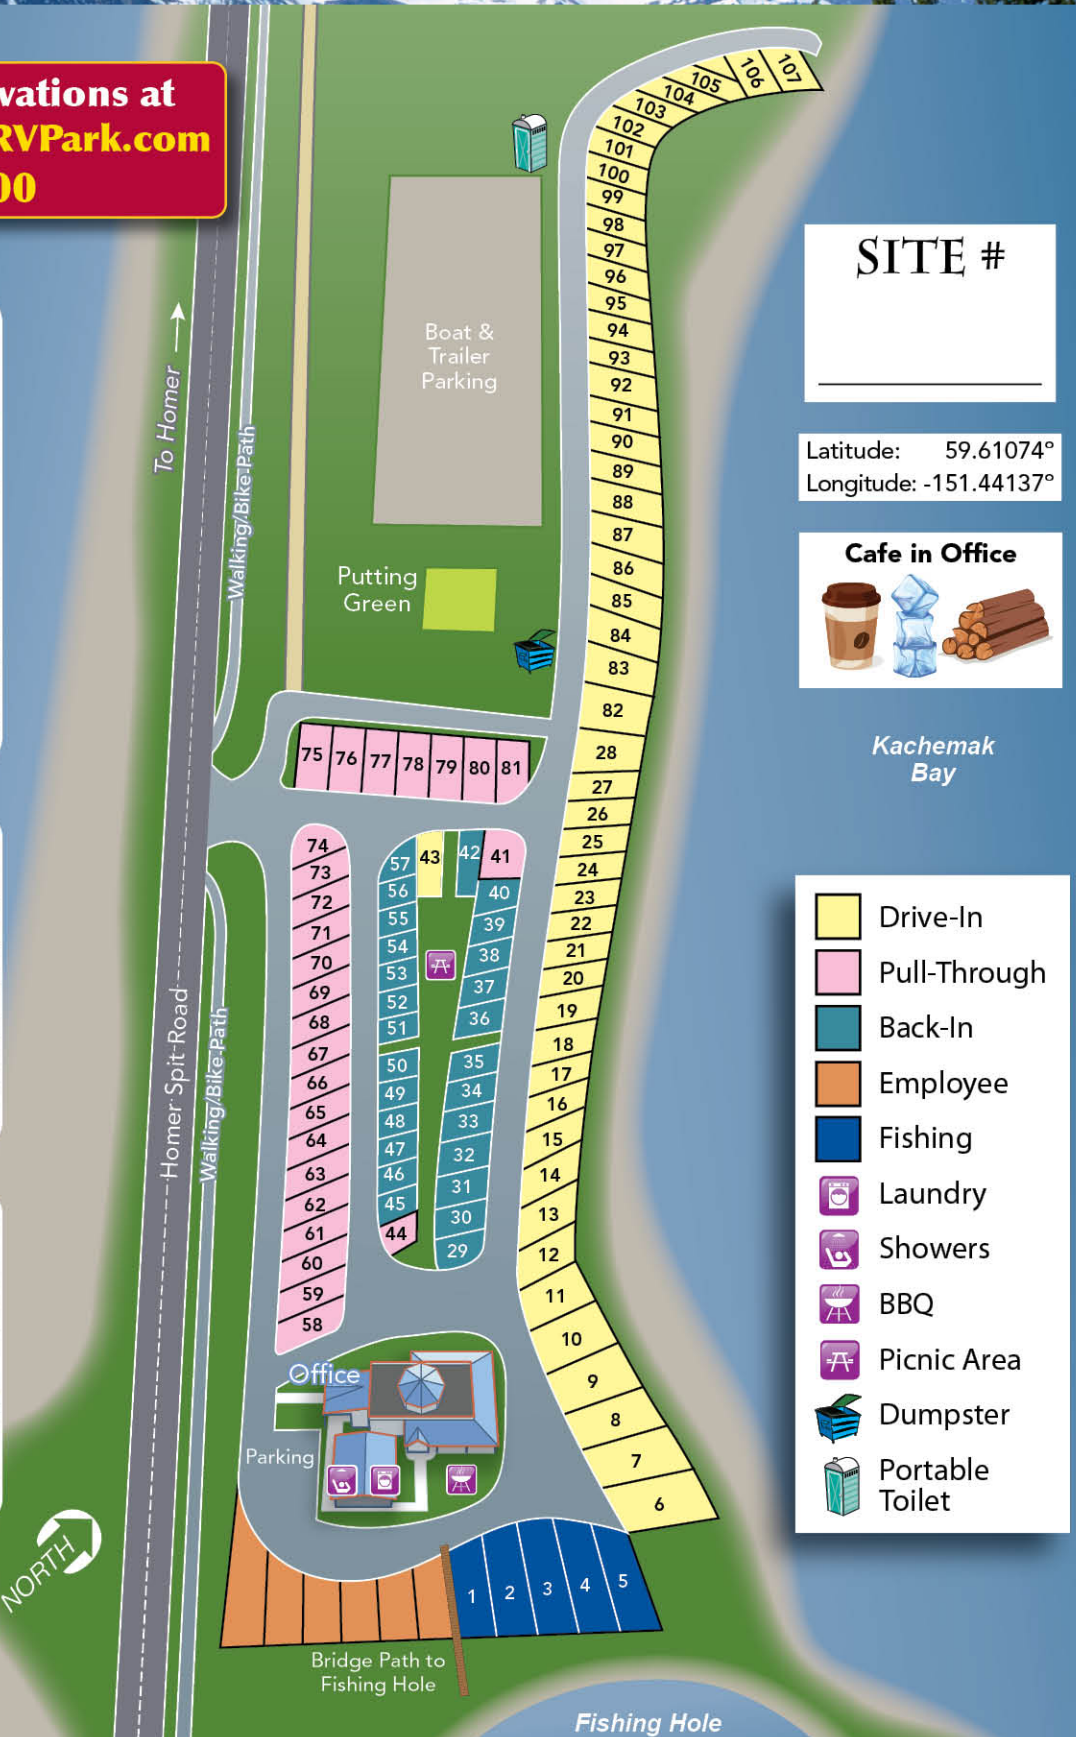 vations at
RVPark.com
00
107
106
105
104
103
102
101
100
99
98
97
96
95
94
93
92
91
90
89
88
87
86
85
84
83
82
28
27
26
25
24
23
22
21
20
19
18
17
16
15
14
13
12
11
10
9
8
7
6
Boat &
Trailer
Parking
To Homer
Walking/Bike Path
Putting
Green
75 76 77 78 79 80 81
74
73
72
71
70
69
68
67
66
65
64
63
62
61
60
59
58
57
56
55
54
53
52
51
50
49
48
47
46
45
44
43
42
41
40
39
38
37
36
35
34
33
32
31
30
29
Homer Spit Road
Walking/Bike Path
Office
Parking
NORTH
1 2 3 4 5
Bridge Path to
Fishing Hole
Fishing Hole
SITE #
Latitude: 59.61074°
Longitude: -151.44137°
Cafe in Office
Kachemak
Bay
Drive-In
Pull-Through
Back-In
Employee
Fishing
Laundry
Showers
BBQ
Picnic Area
Dumpster
Portable
Toilet